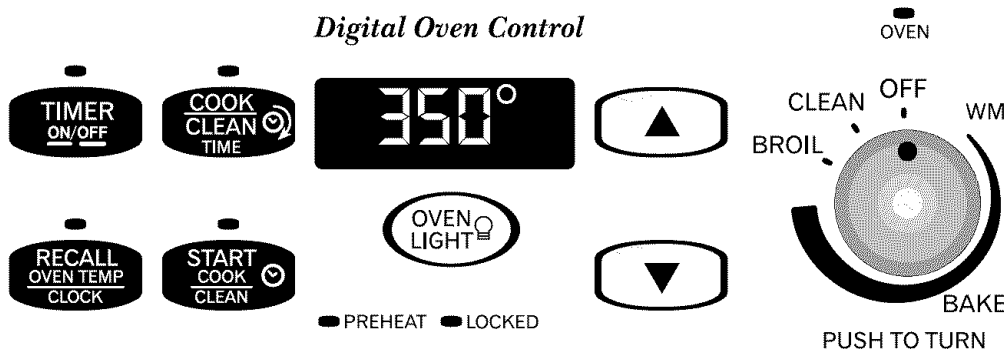 Digital Oven Control
OVEN
TIMER
ON/OFF
COOK
CLEAN
TIME
350°
▲
CLEAN
OFF
WM
BROIL
RECALL
OVEN TEMP
CLOCK
START
COOK
CLEAN
OVEN
LIGHT
▼
BAKE
PREHEAT LOCKED
PUSH TO TURN